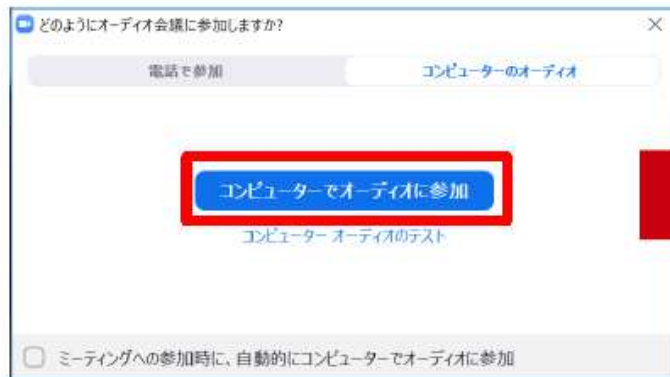 どのようにオーディオ会議に参加しますか?
電話で参加
コンピューターのオーディオ
コンピューターでオーディオに参加
コンピューター オーディオのテスト
ミーティングへの参加時に、自動的にコンピューターでオーディオに参加